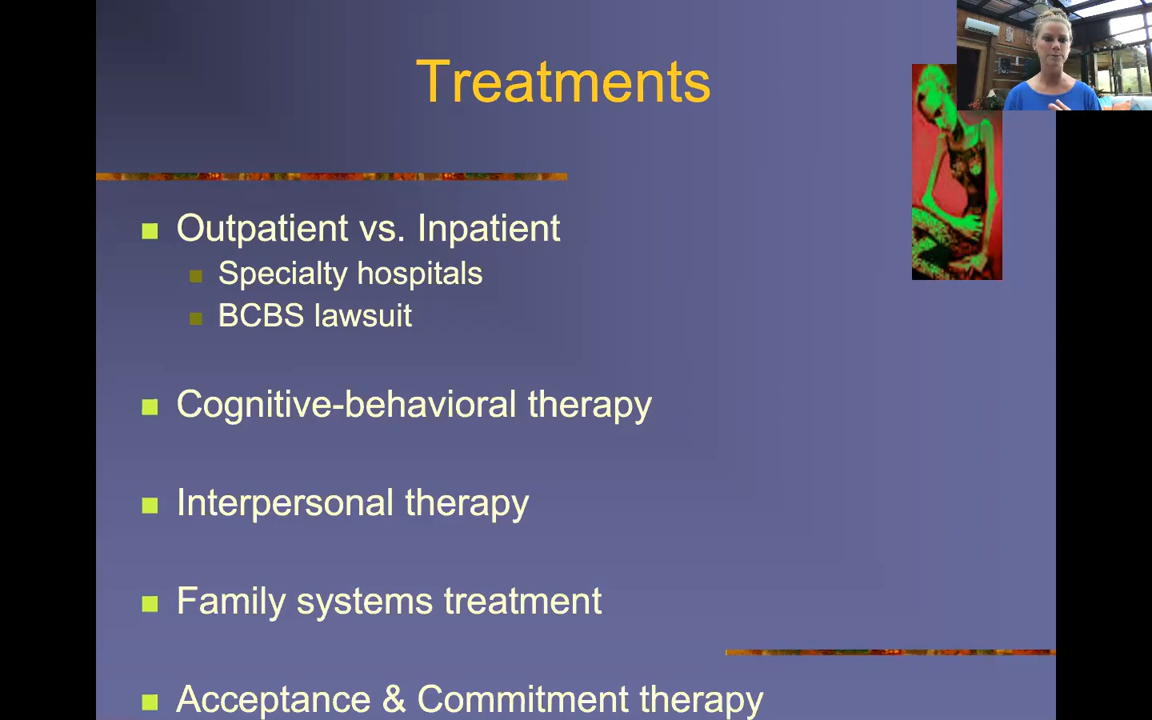 Treatments
Outpatient vs. Inpatient
Specialty hospitals
BCBS lawsuit
Cognitive-behavioral therapy
Interpersonal therapy
Family systems treatment
Acceptance & Commitment therapy